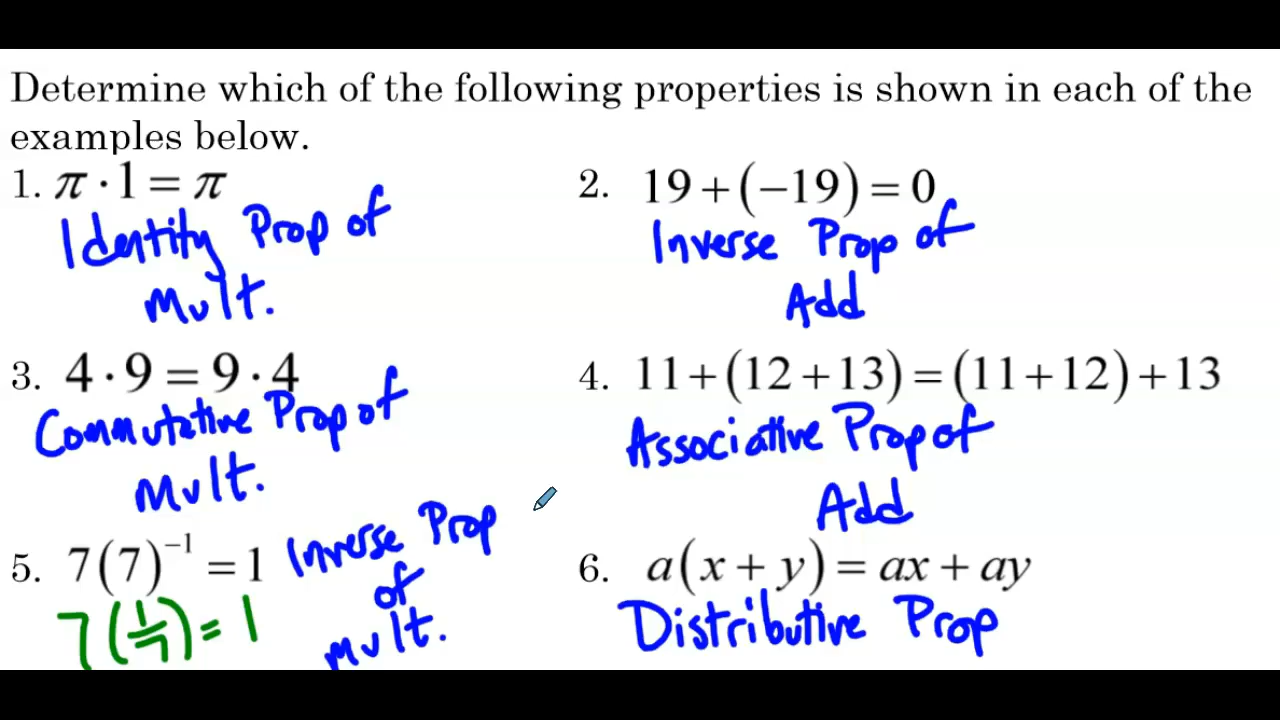 Determine which of the following properties is shown in each of the
examples below.
1. π · 1 = π
Identity Prop of
Mult.
2. 19 + (−19) = 0
Inverse Prop of
Add
3. 4 · 9 = 9 · 4
Commutative Prop of
Mult.
4. 11 + (12 + 13) = (11 + 12) + 13
Associative Prop of
Add
5. 7(7)⁻¹ = 1
7(1/7) = 1
Inverse Prop
of
Mult.
6. a(x + y) = ax + ay
Distributive Prop